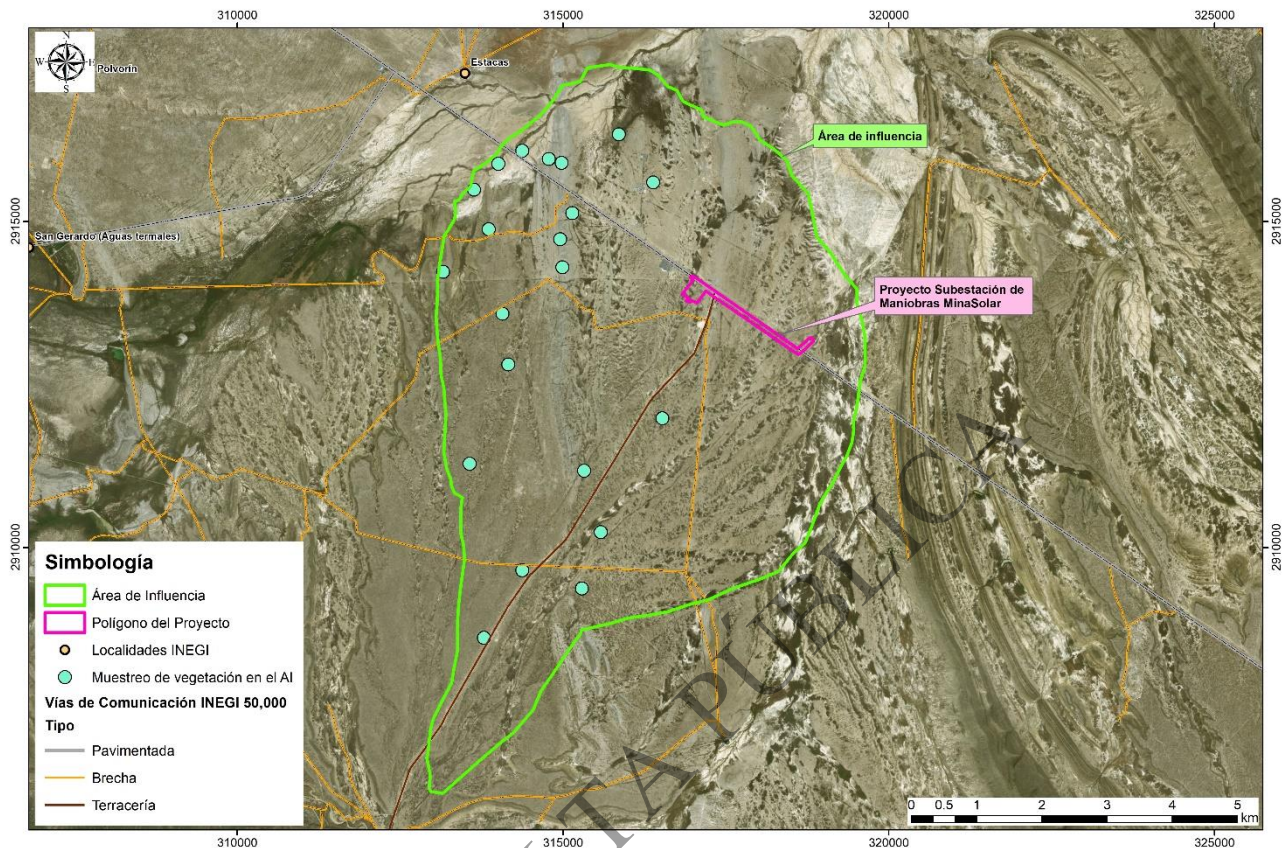 310000
315000
320000
325000
N
W
E
S
Polvorín
Estacas
Área de influencia
2915000
2915000
San Gerardo (Aguas termales)
Proyecto Subestación de
Maniobras MinaSolar
2910000
2910000
Simbología
Área de Influencia
Polígono del Proyecto
Localidades INEGI
Muestreo de vegetación en el AI
Vías de Comunicación INEGI 50,000
Tipo
Pavimentada
Brecha
Terracería
0 0.5 1 2 3 4 5
km
310000
315000
320000
325000